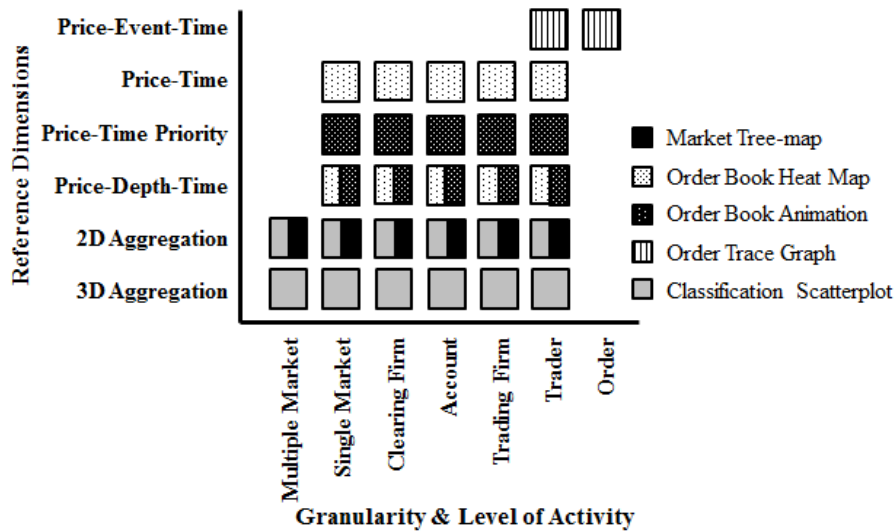 Reference Dimensions
Price-Event-Time
Price-Time
Price-Time Priority
Price-Depth-Time
2D Aggregation
3D Aggregation
Market Tree-map
Order Book Heat Map
Order Book Animation
Order Trace Graph
Classification Scatterplot
Multiple Market
Single Market
Clearing Firm
Account
Trading Firm
Trader
Order
Granularity & Level of Activity